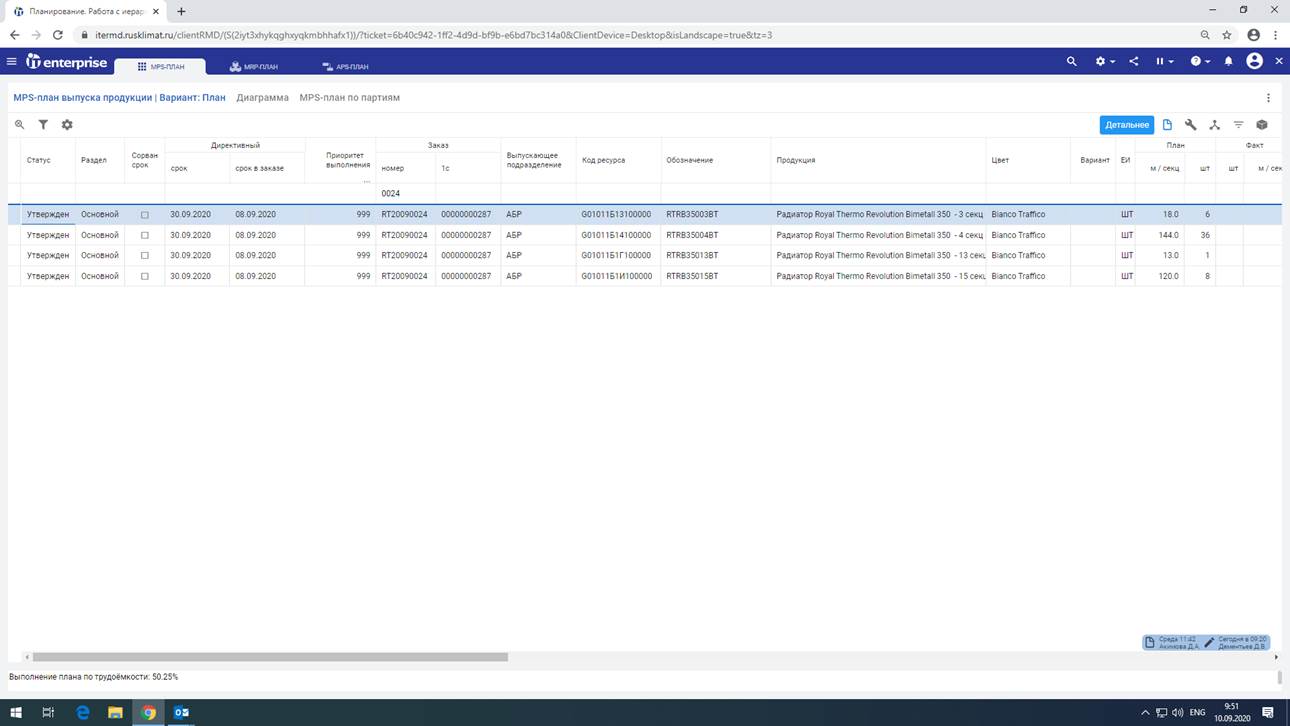 Планирование. Работа с иерар
itermd.rusklimat.ru/clientRMD/(S(2iyt3xhykqghxyqkmbhhafx1))/?ticket=6b40c942-1ff2-4d9d-bf9b-e6bd7bc314a0&ClientDevice=Desktop&isLandscape=true&tz=3
it enterprise MPS-ПЛАН MRP-ПЛАН APS-ПЛАН
MPS-план выпуска продукции | Вариант: План Диаграмма MPS-план по партиям
Детальнее
Статус Раздел Сорван срок Директивный срок срок в заказе Приоритет выполнения ... Заказ номер 1с Выпускающее подразделение Код ресурса Обозначение Продукция Цвет Вариант ЕИ План м / секц шт Факт шт м / сек
0024
Утвержден Основной 30.09.2020 08.09.2020 999 RT20090024 00000000287 АБР G01011Б13100000 RTRB35003BT Радиатор Royal Thermo Revolution Bimetall 350 - 3 секц Bianco Traffico ШТ 18.0 6
Утвержден Основной 30.09.2020 08.09.2020 999 RT20090024 00000000287 АБР G01011Б14100000 RTRB35004BT Радиатор Royal Thermo Revolution Bimetall 350 - 4 секц Bianco Traffico ШТ 144.0 36
Утвержден Основной 30.09.2020 08.09.2020 999 RT20090024 00000000287 АБР G01011Б1Г100000 RTRB35013BT Радиатор Royal Thermo Revolution Bimetall 350 - 13 секц Bianco Traffico ШТ 13.0 1
Утвержден Основной 30.09.2020 08.09.2020 999 RT20090024 00000000287 АБР G01011Б1И100000 RTRB35015BT Радиатор Royal Thermo Revolution Bimetall 350 - 15 секц Bianco Traffico ШТ 120.0 8
Среда 11:42 Сегодня в 09:20
Акимова Д.А. Дементьев Д.В.
Выполнение плана по трудоёмкости: 50.25%
ENG 9:51
10.09.2020